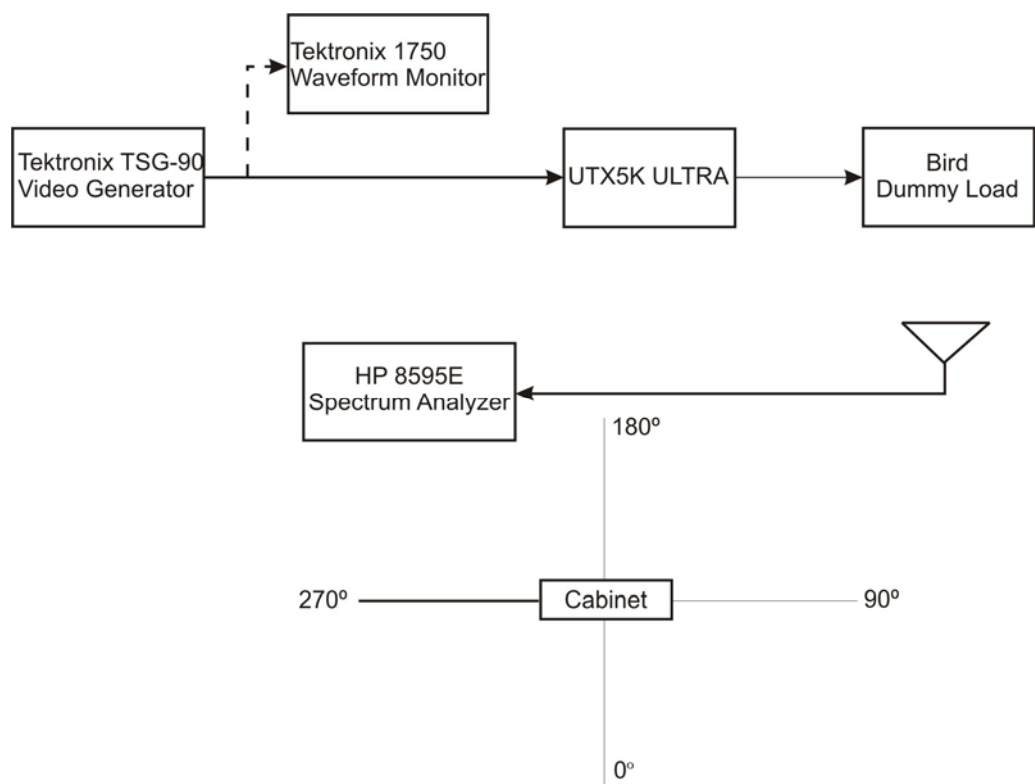 Tektronix 1750
Waveform Monitor
Tektronix TSG-90
Video Generator
UTX5K ULTRA
Bird
Dummy Load
HP 8595E
Spectrum Analyzer
180º
270º
Cabinet
90º
0º